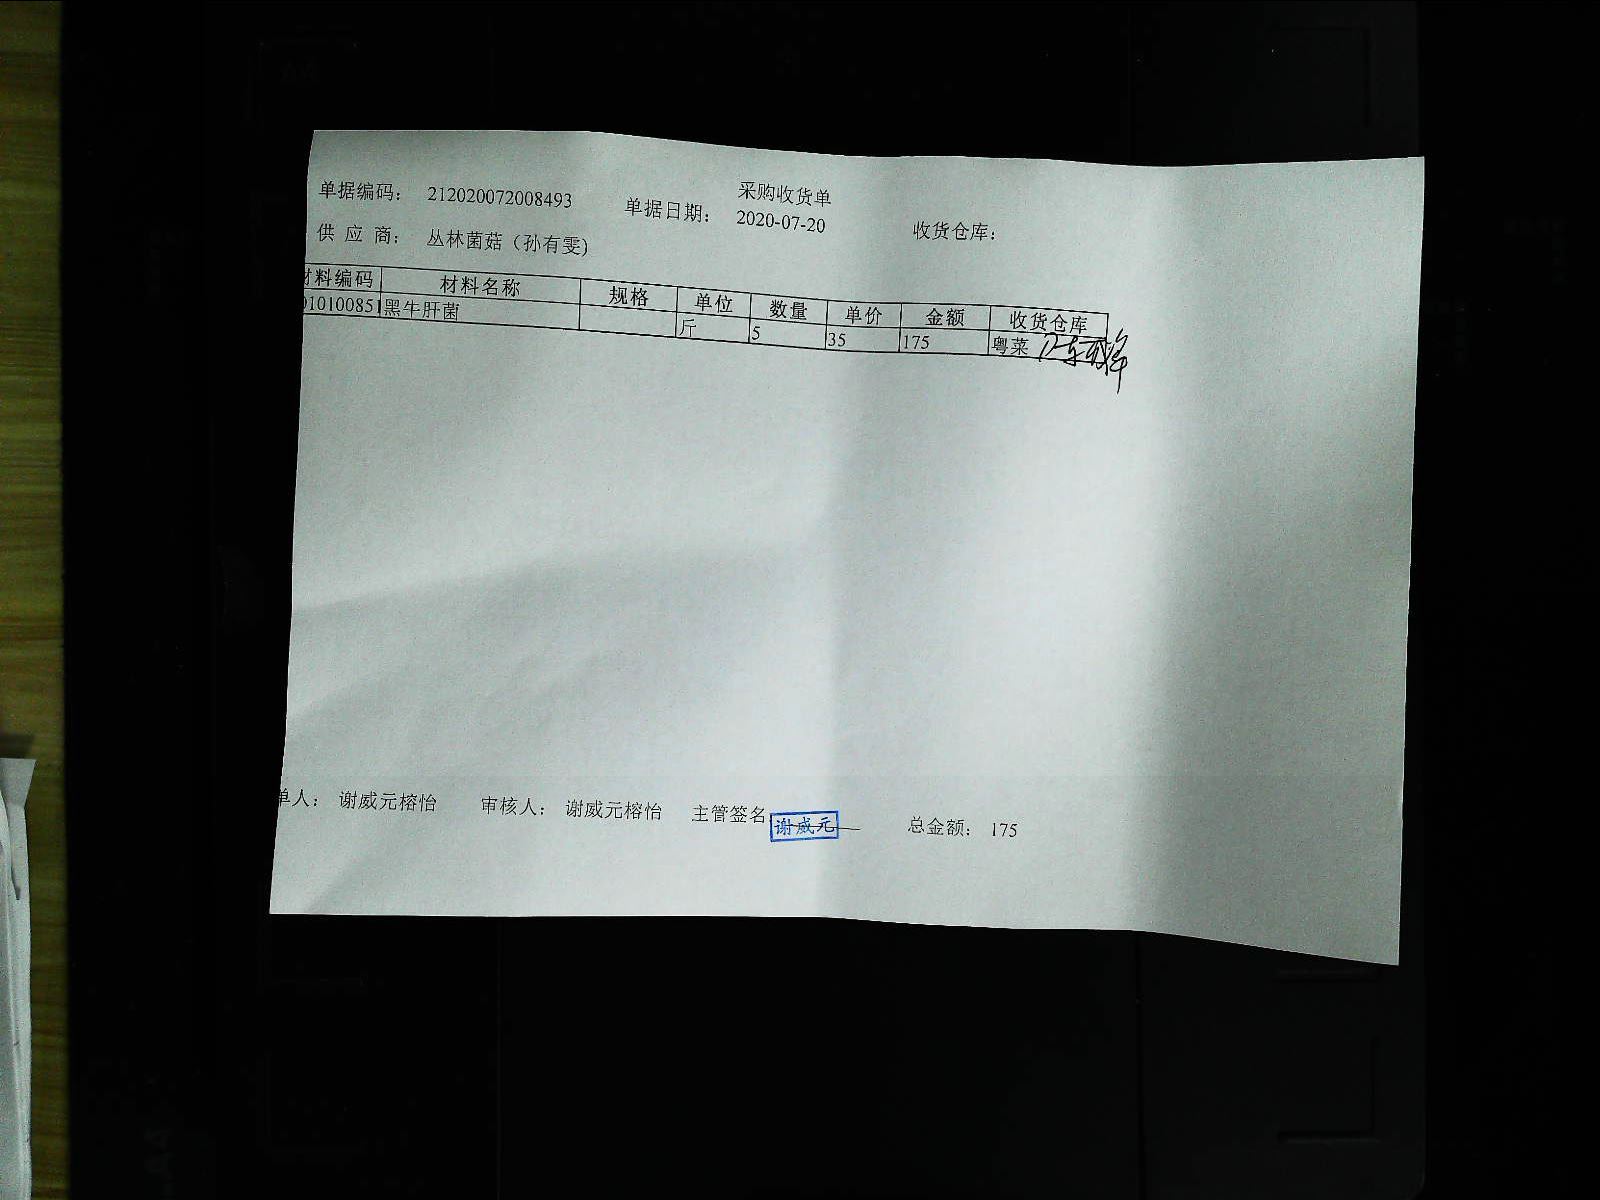 采购收货单
单据编码： 212020072008493 单据日期： 2020-07-20 收货仓库：
供 应 商： 丛林菌菇（孙有雯)
材料编码 材料名称 规格 单位 数量 单价 金额 收货仓库
01010085 黑牛肝菌 斤 5 35 175 粤菜
单人： 谢威元榕怡 审核人： 谢威元榕怡 主管签名 谢威元 总金额： 175